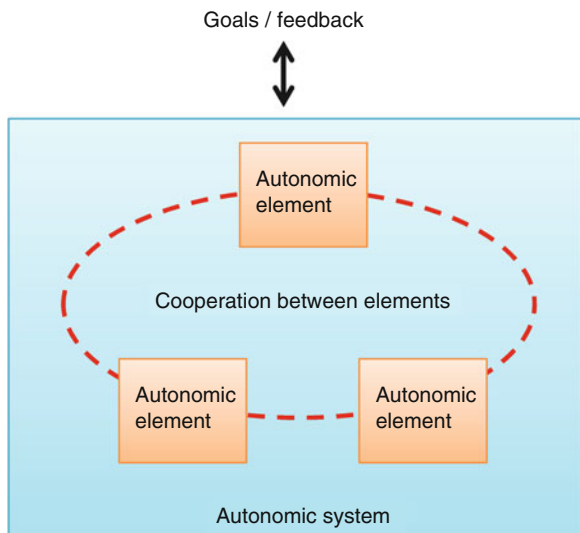 Goals / feedback
Autonomic
element
Cooperation between elements
Autonomic
element
Autonomic
element
Autonomic system